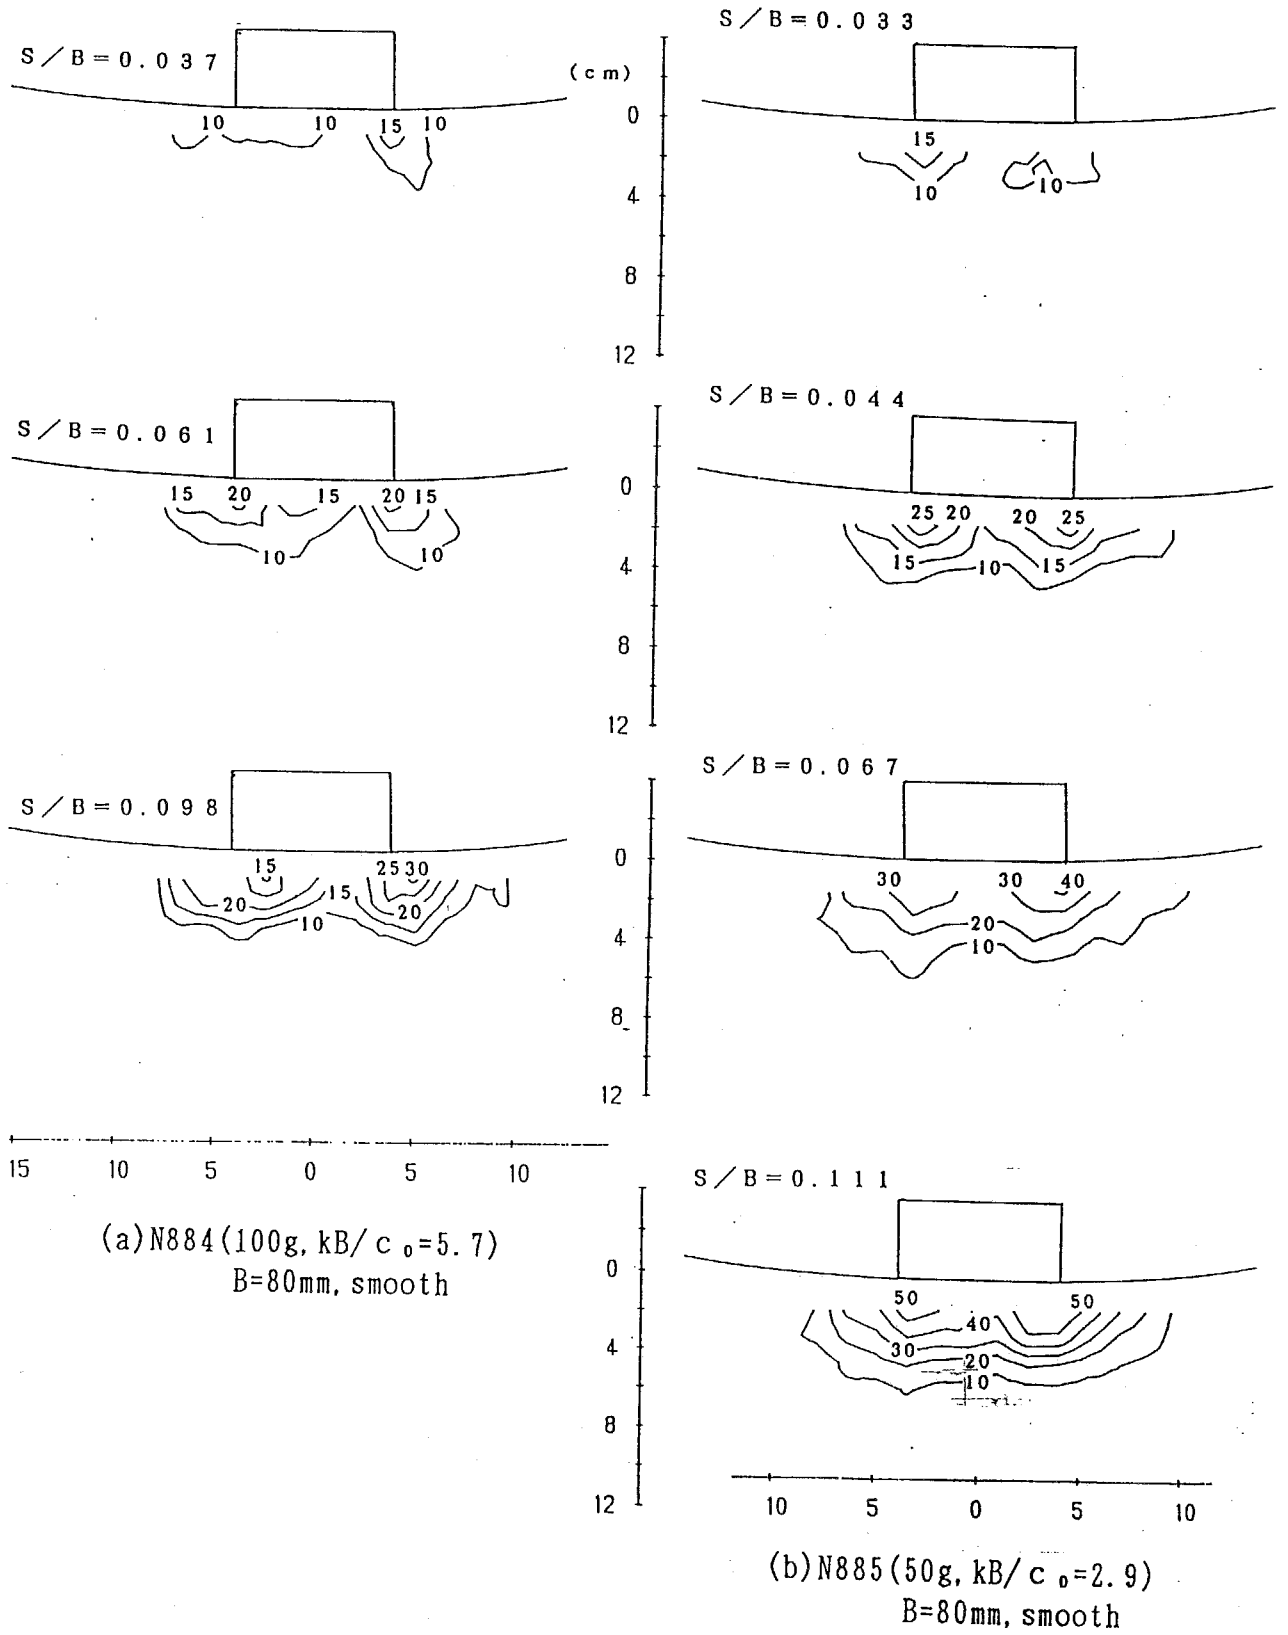 S/B=0.037
10 10 15 10
S/B=0.061
15 20 15 20 15
10 10
S/B=0.098
15 25 30
20 15 20
10
15 10 5 0 5 10
(a)N884(100g, kB/c₀=5.7)
B=80mm, smooth
(cm)
0
4
8
12
0
4
8
12
0
4
8
12
0
4
8
12
S/B=0.033
15
10 10
S/B=0.044
25 20 20 25
15 10 15
S/B=0.067
30 30 40
20
10
S/B=0.111
50 50
40
30
20
10
10 5 0 5 10
(b)N885(50g, kB/c₀=2.9)
B=80mm, smooth